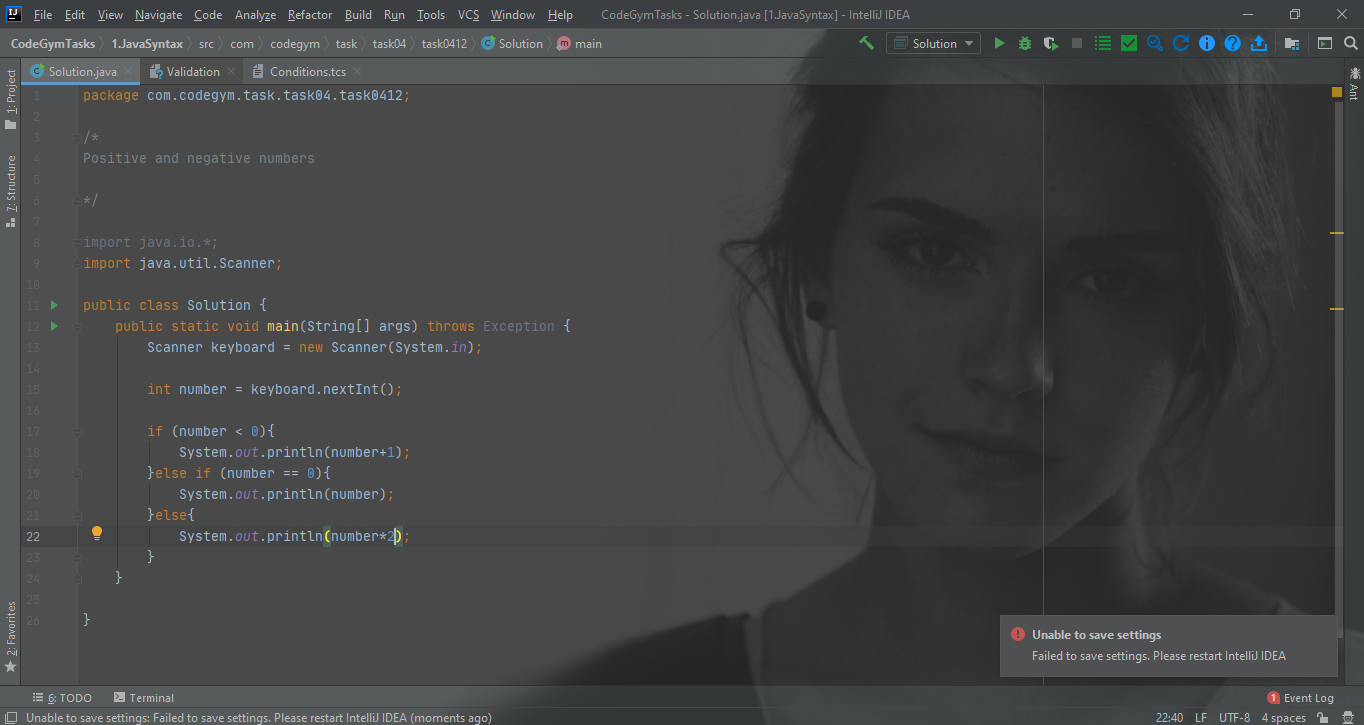 File Edit View Navigate Code Analyze Refactor Build Run Tools VCS Window Help CodeGymTasks - Solution.java [1.JavaSyntax] - IntelliJ IDEA
CodeGymTasks 1.JavaSyntax src com codegym task task04 task0412 Solution main Solution
Solution.java Validation Conditions.tcs
1: Project
7: Structure
2: Favorites
Ant
1 package com.codegym.task.task04.task0412;
2
3 /*
4 Positive and negative numbers
5
6 */
7
8 import java.io.*;
9 import java.util.Scanner;
10
11 public class Solution {
12 public static void main(String[] args) throws Exception {
13 Scanner keyboard = new Scanner(System.in);
14
15 int number = keyboard.nextInt();
16
17 if (number < 0){
18 System.out.println(number+1);
19 }else if (number == 0){
20 System.out.println(number);
21 }else{
22 System.out.println(number*2);
23 }
24 }
25
26 }
Unable to save settings
Failed to save settings. Please restart IntelliJ IDEA
6: TODO Terminal 1 Event Log
Unable to save settings: Failed to save settings. Please restart IntelliJ IDEA (moments ago) 22:40 LF UTF-8 4 spaces